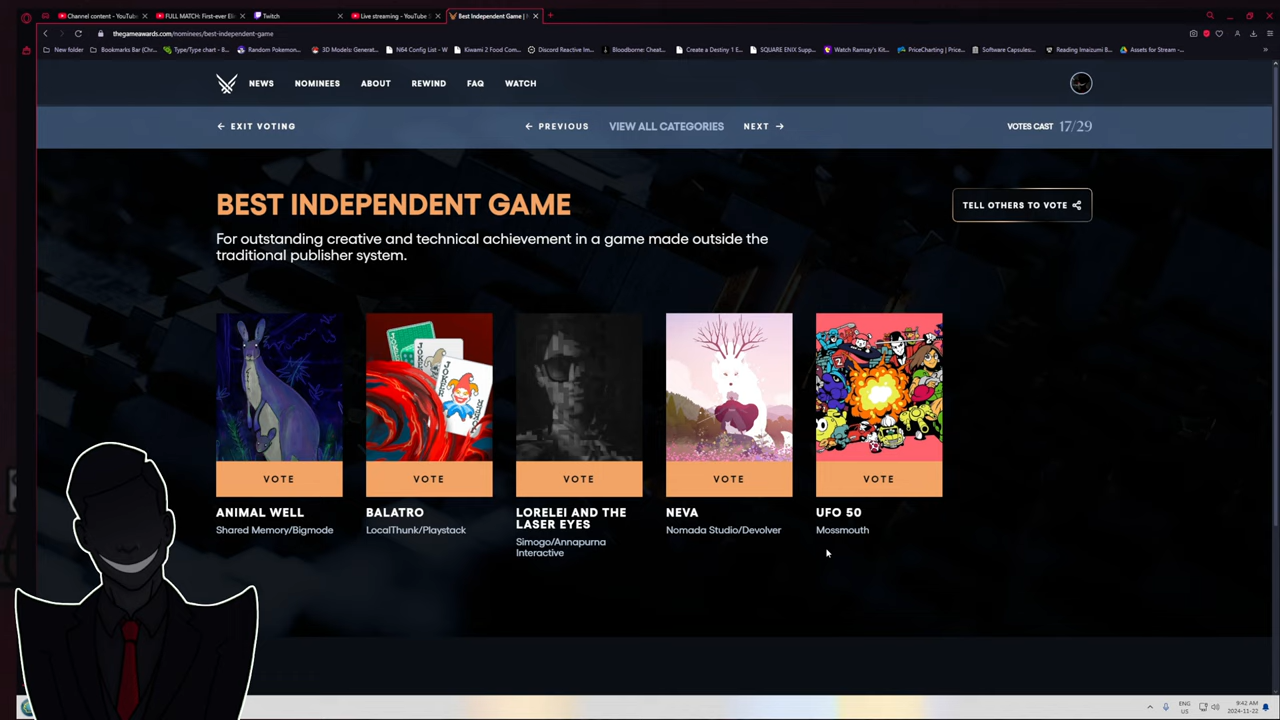 Channel content - YouTube
FULL MATCH: First-ever Eli
Twitch
Live streaming - YouTube S
Best Independent Game |
thegameawards.com/nominees/best-independent-game
New folder
Bookmarks Bar (Chr...
Type/Type chart - B...
Random Pokemon...
3D Models: Generat...
N64 Config List - W
Kiwami 2 Food Com...
Discord Reactive Im...
Bloodborne: Cheat...
Create a Destiny 1 E...
SQUARE ENIX Supp...
Watch Ramsay's Kit...
PriceCharting | Pric...
Software Capsules:...
Reading Imaizumi B...
Assets for Stream -...
NEWS
NOMINEES
ABOUT
REWIND
FAQ
WATCH
← EXIT VOTING
← PREVIOUS
VIEW ALL CATEGORIES
NEXT →
VOTES CAST 17/29
BEST INDEPENDENT GAME
TELL OTHERS TO VOTE
For outstanding creative and technical achievement in a game made outside the
traditional publisher system.
VOTE
VOTE
VOTE
VOTE
VOTE
ANIMAL WELL
Shared Memory/Bigmode
BALATRO
LocalThunk/Playstack
LORELEI AND THE
LASER EYES
Simogo/Annapurna
Interactive
NEVA
Nomada Studio/Devolver
UFO 50
Mossmouth
ENG
US
9:42 AM
2024-11-22